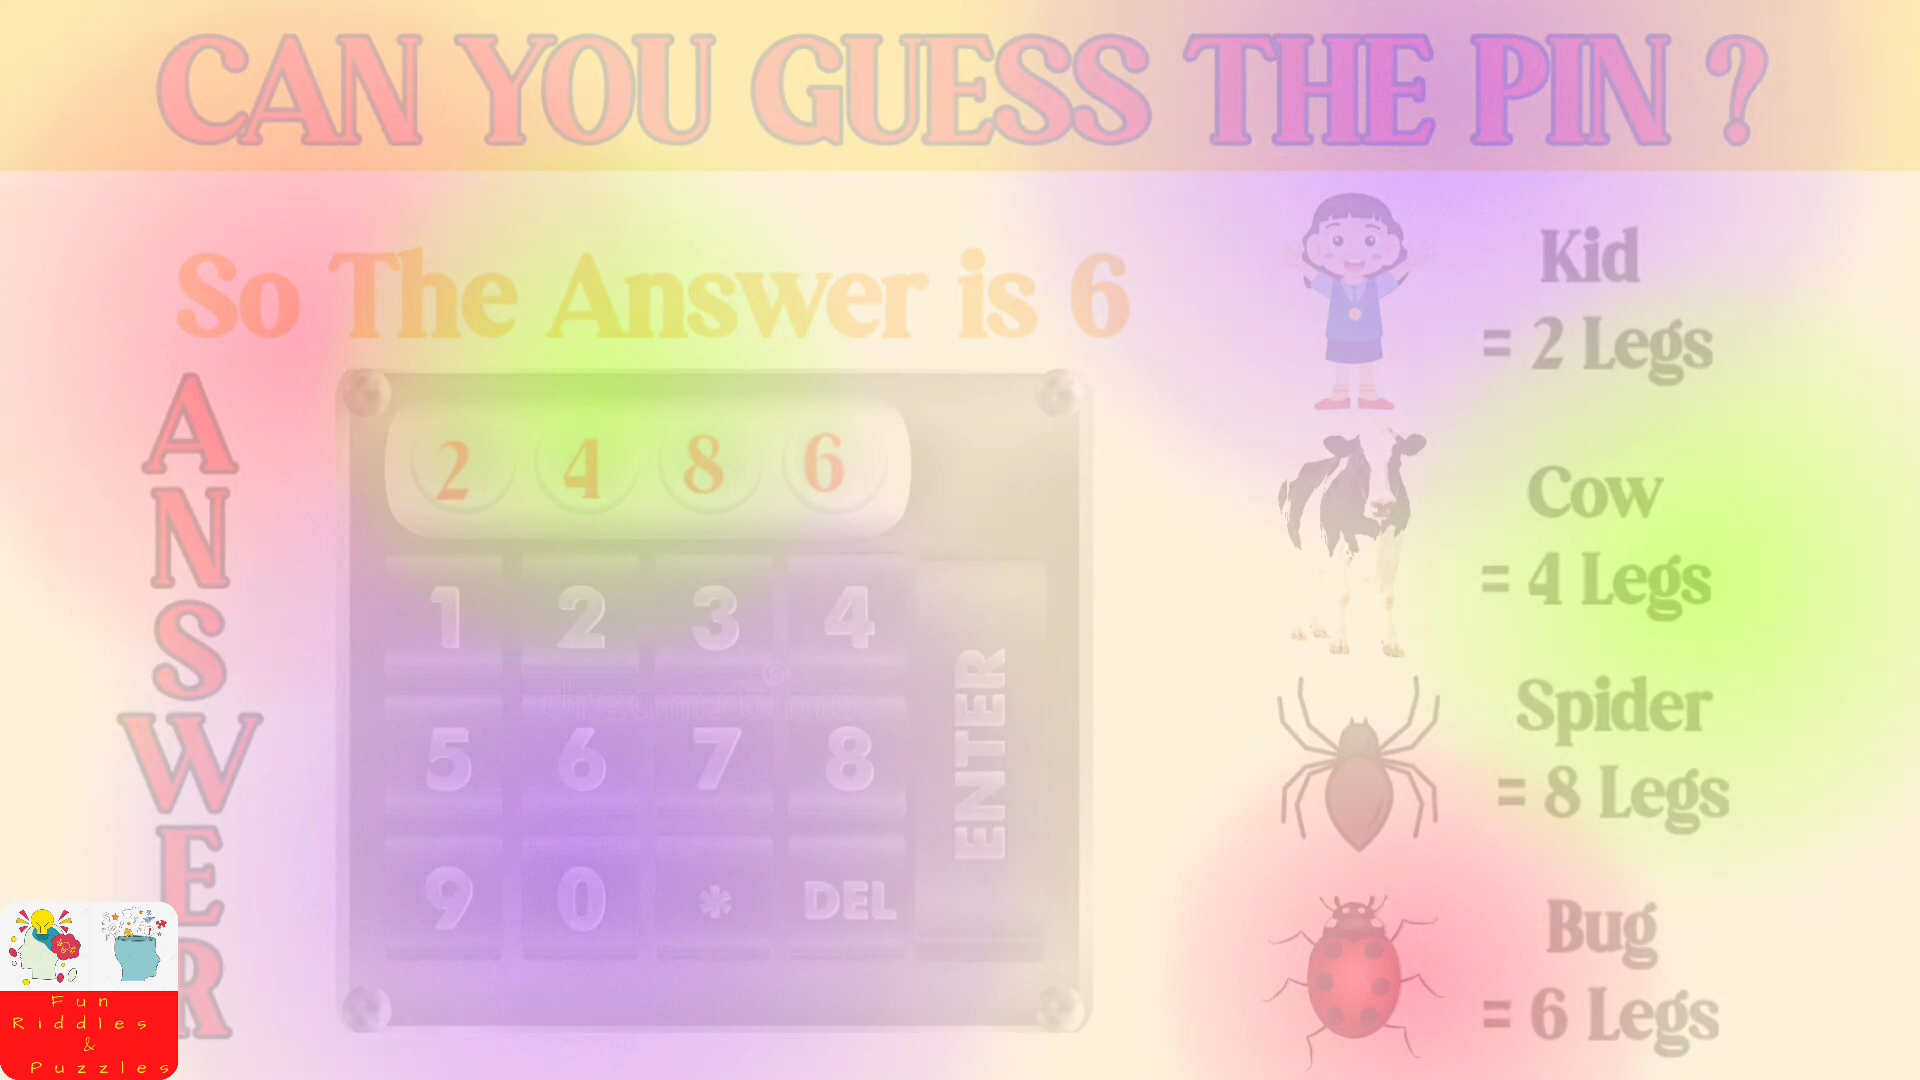 CAN YOU GUESS THE PIN ?
So The Answer is 6
ANSWER
2 4 8 6
1 2 3 4
5 6 7 8
9 0 * DEL
ENTER
dreamstime
Kid
= 2 Legs
Cow
= 4 Legs
Spider
= 8 Legs
Bug
= 6 Legs
Fun
Riddles
&
Puzzles